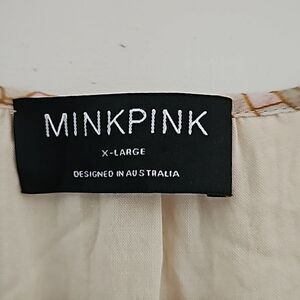 MINKPINK
X-LARGE
DESIGNED IN AUSTRALIA